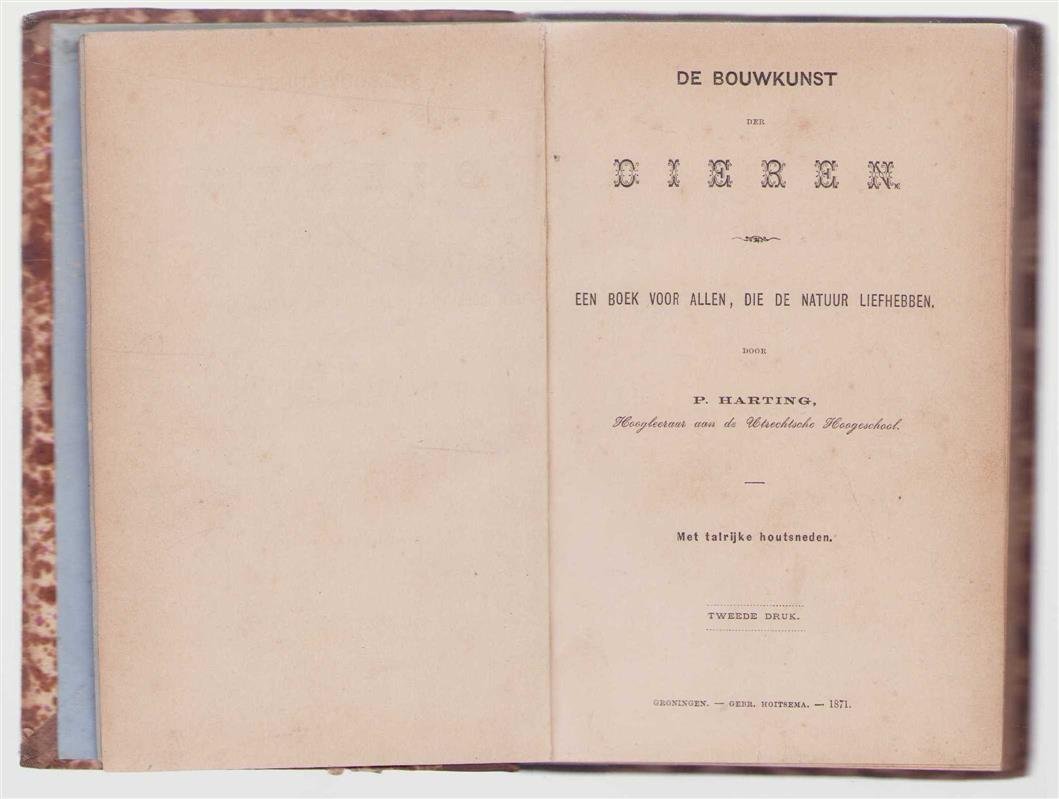 DE BOUWKUNST
DER
DIEREN.
EEN BOEK VOOR ALLEN, DIE DE NATUUR LIEFHEBBEN.
DOOR
P. HARTING,
Hoogleeraar aan de Utrechtsche Hoogeschool.
Met talrijke houtsneden.
TWEEDE DRUK.
GRONINGEN. — GEBR. HOITSEMA. — 1871.